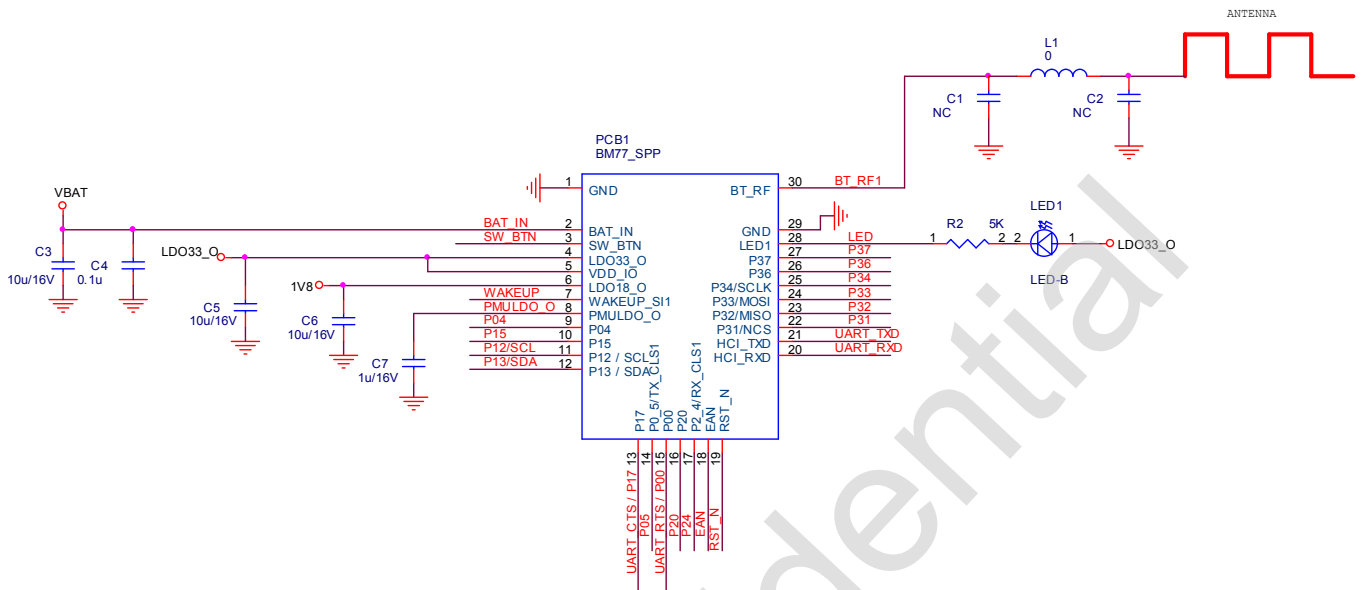 ANTENNA
L1
0
C1
NC
C2
NC
PCB1
BM77_SPP
1
GND
BT_RF
30
BT_RF1
VBAT
BAT_IN
2
BAT_IN
GND
29
R2
5K
LED1
SW_BTN
3
SW_BTN
LED1
28
LED
1
2
2
1
LDO33_O
C3
10u/16V
C4
0.1u
LDO33_O
4
LDO33_O
P37
27
P37
5
VDD_IO
P36
26
P36
LED-B
1V8
6
LDO18_O
P34/SCLK
25
P34
WAKEUP
7
WAKEUP_SI1
P33/MOSI
24
P33
C5
10u/16V
C6
10u/16V
PMULDO_O
8
PMULDO_O
P32/MISO
23
P32
P04
9
P04
P31/NCS
22
P31
P15
10
P15
HCI_TXD
21
UART_TXD
P12/SCL
11
P12 / SCL
HCI_RXD
20
UART_RXD
C7
1u/16V
P13/SDA
12
P13 / SDA
P17
P0_5/TX_CLS1
P00
P20
P2_4/RX_CLS1
EAN
RST_N
13
14
15
16
17
18
19
UART_CTS / P17
P05
UART_RTS / P00
P20
P24
EAN
RST_N